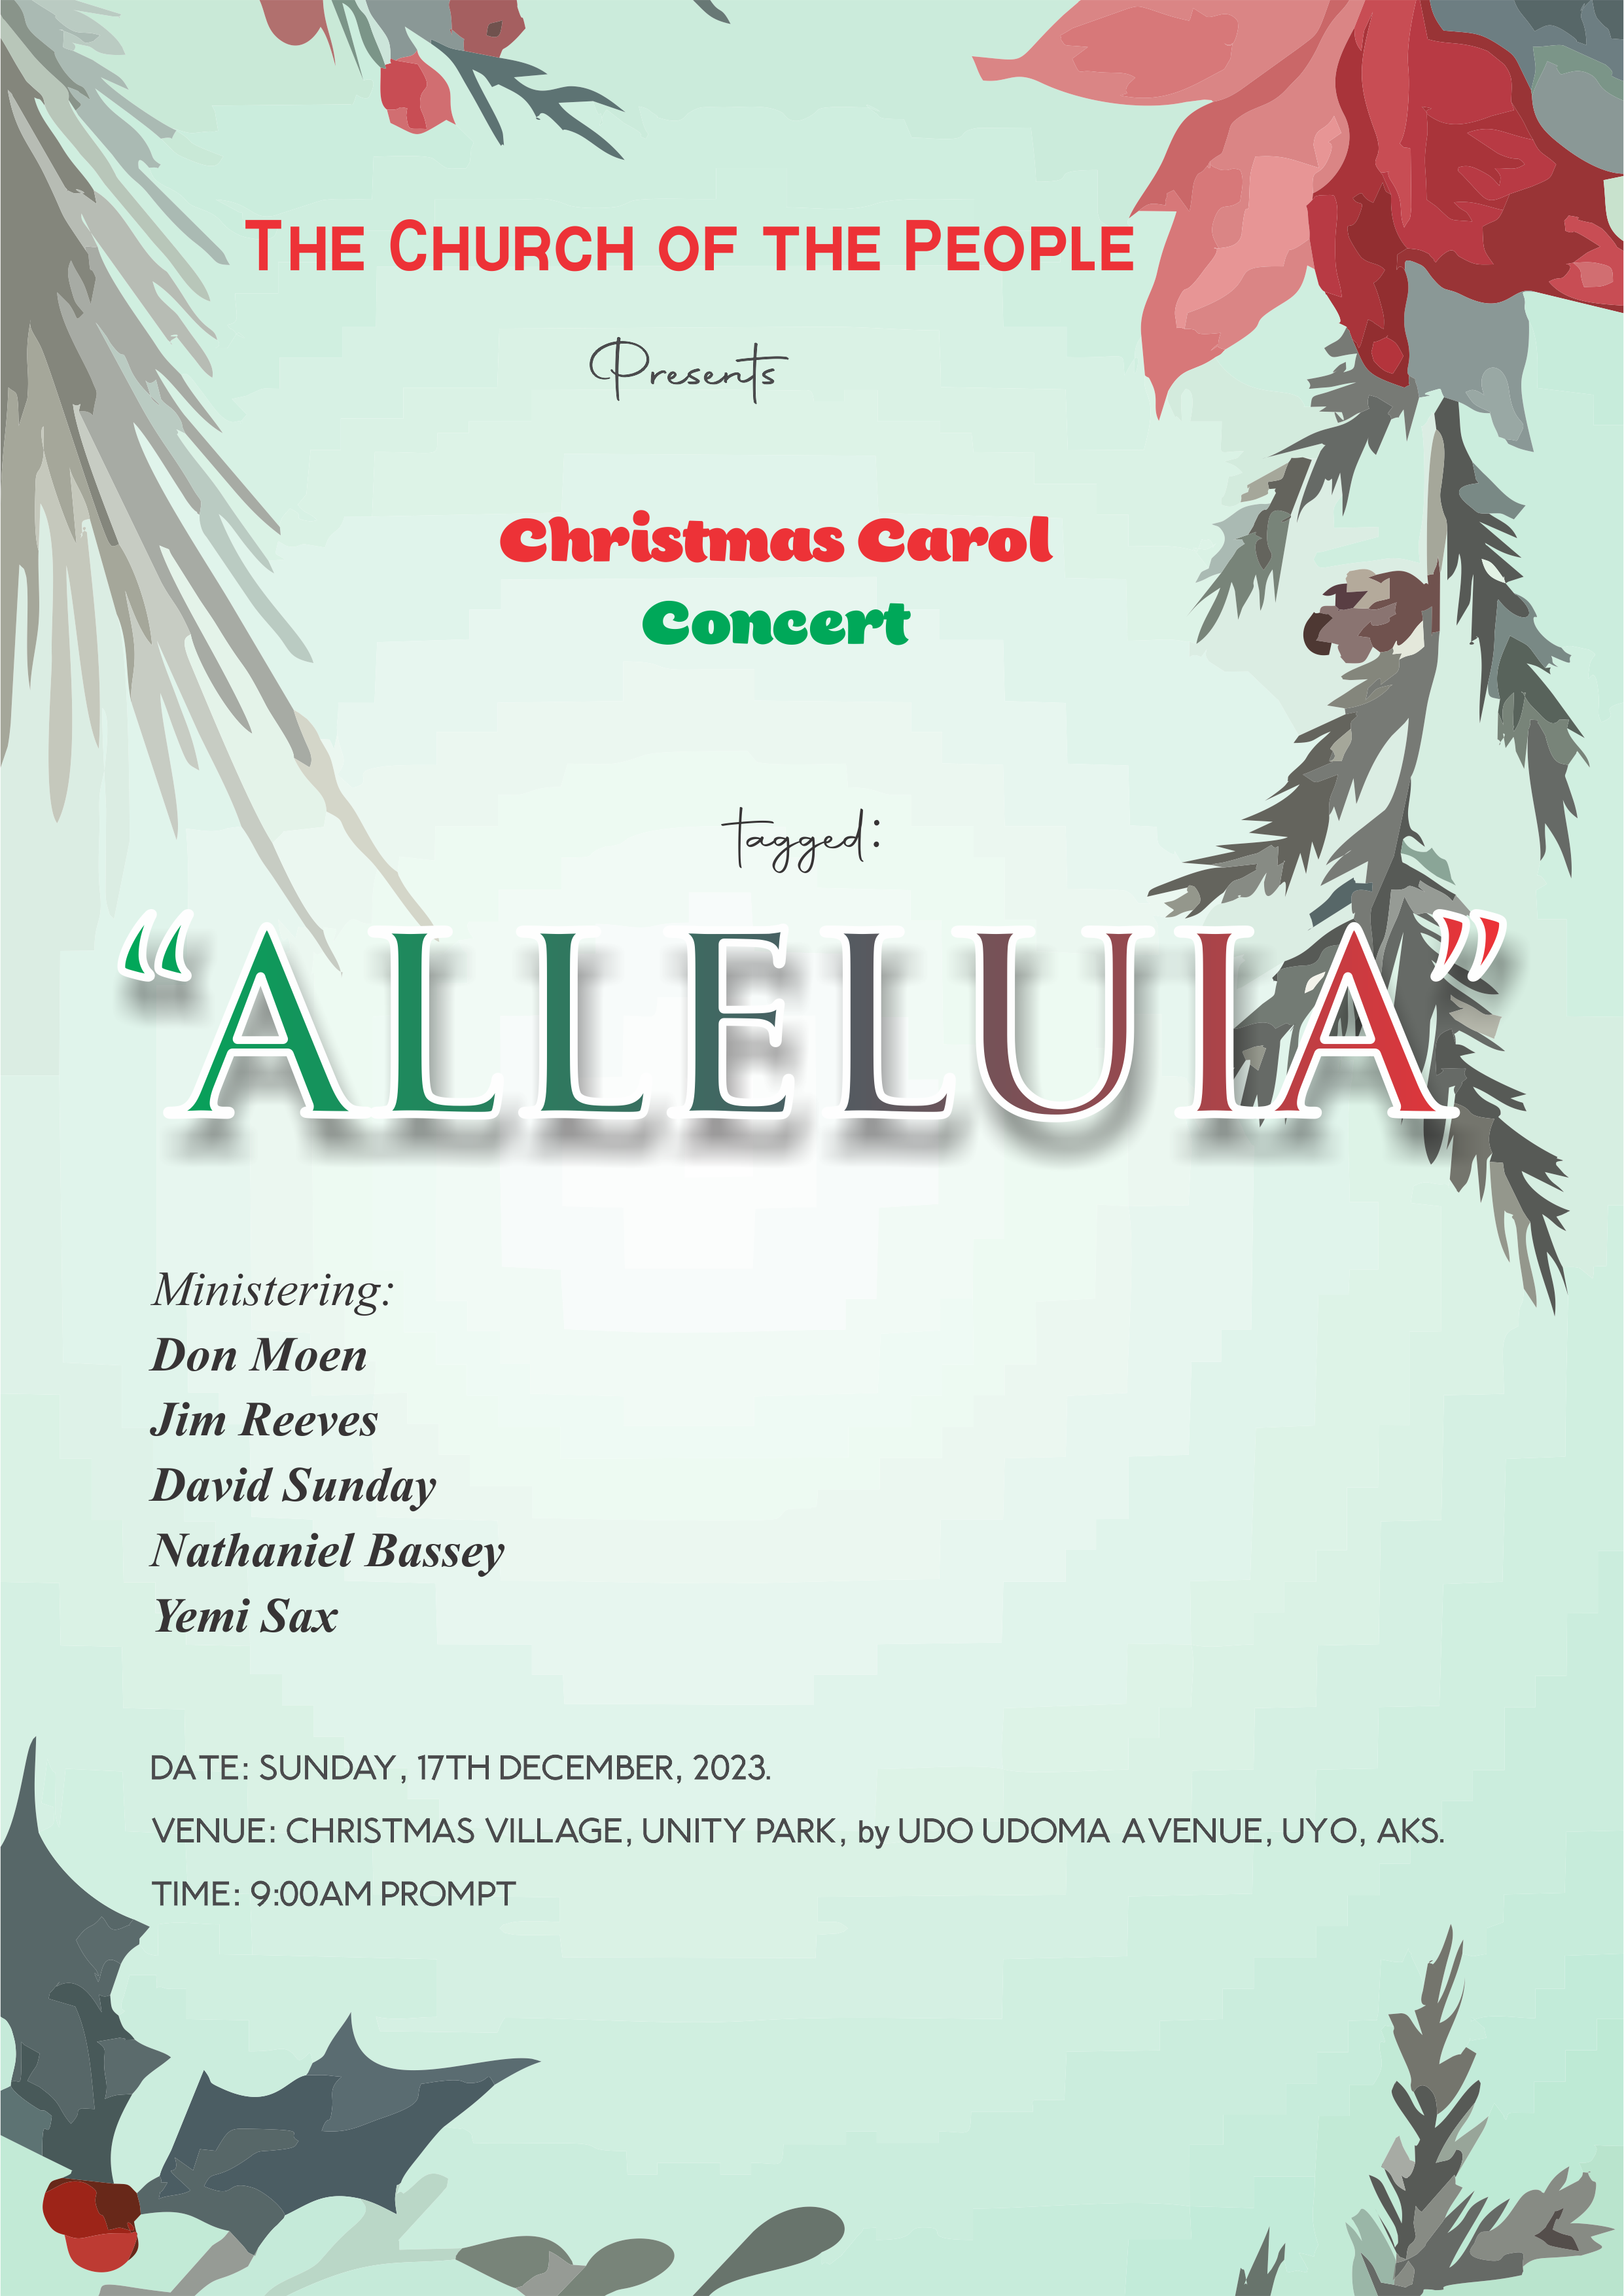 The Church of the People
Presents
Christmas Carol
Concert
tagged:
“ALLELUIA”
Ministering:
Don Moen
Jim Reeves
David Sunday
Nathaniel Bassey
Yemi Sax
DATE: SUNDAY, 17TH DECEMBER, 2023.
VENUE: CHRISTMAS VILLAGE, UNITY PARK, by UDO UDOMA AVENUE, UYO, AKS.
TIME: 9:00AM PROMPT